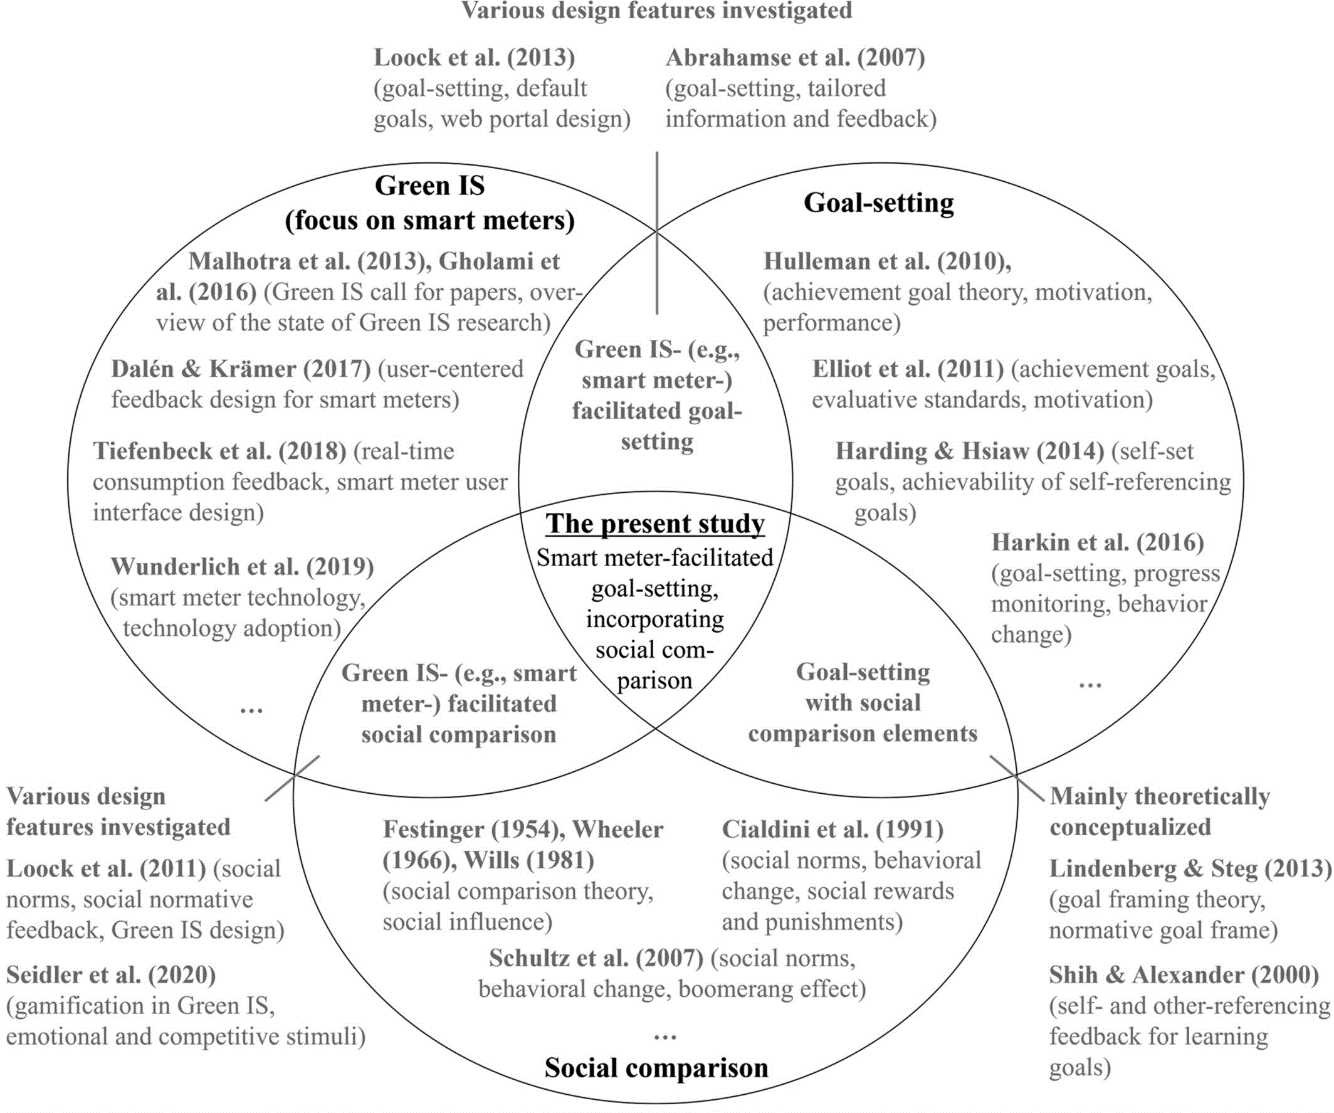 Various design features investigated
Loock et al. (2013)
(goal-setting, default
goals, web portal design)
Abrahamse et al. (2007)
(goal-setting, tailored
information and feedback)
Green IS
(focus on smart meters)
Malhotra et al. (2013), Gholami et
al. (2016) (Green IS call for papers, over-
view of the state of Green IS research)
Dalén & Krämer (2017) (user-centered
feedback design for smart meters)
Tiefenbeck et al. (2018) (real-time
consumption feedback, smart meter user
interface design)
Wunderlich et al. (2019)
(smart meter technology,
technology adoption)
...
Goal-setting
Hulleman et al. (2010),
(achievement goal theory, motivation,
performance)
Elliot et al. (2011) (achievement goals,
evaluative standards, motivation)
Harding & Hsiaw (2014) (self-set
goals, achievability of self-referencing
goals)
Harkin et al. (2016)
(goal-setting, progress
monitoring, behavior
change)
...
Green IS- (e.g.,
smart meter-)
facilitated goal-
setting
The present study
Smart meter-facilitated
goal-setting,
incorporating
social com-
parison
Green IS- (e.g., smart
meter-) facilitated
social comparison
Goal-setting
with social
comparison elements
Various design
features investigated
Loock et al. (2011) (social
norms, social normative
feedback, Green IS design)
Seidler et al. (2020)
(gamification in Green IS,
emotional and competitive stimuli)
Festinger (1954), Wheeler
(1966), Wills (1981)
(social comparison theory,
social influence)
Cialdini et al. (1991)
(social norms, behavioral
change, social rewards
and punishments)
Schultz et al. (2007) (social norms,
behavioral change, boomerang effect)
...
Social comparison
Mainly theoretically
conceptualized
Lindenberg & Steg (2013)
(goal framing theory,
normative goal frame)
Shih & Alexander (2000)
(self- and other-referencing
feedback for learning
goals)